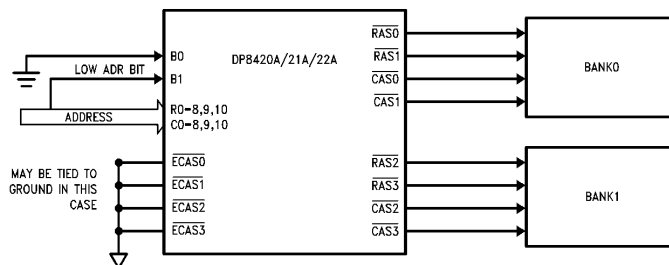 B0
B1
LOW ADR BIT
ADDRESS
R0–8,9,10
C0–8,9,10
MAY BE TIED TO
GROUND IN THIS
CASE
ECAS0
ECAS1
ECAS2
ECAS3
DP8420A/21A/22A
RAS0
RAS1
CAS0
CAS1
RAS2
RAS3
CAS2
CAS3
BANK0
BANK1